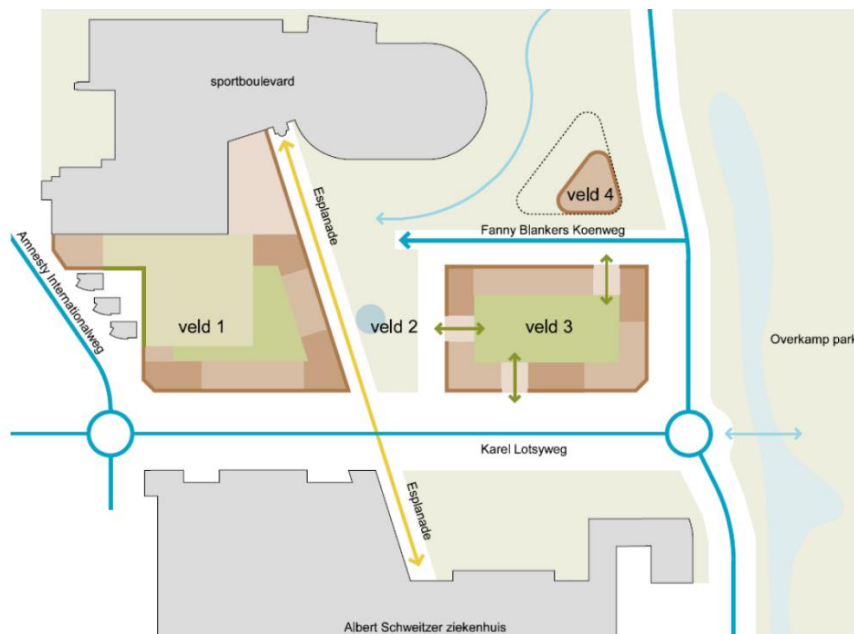 sportboulevard
veld 4
Esplanade
Fanny Blankers Koenweg
Amnesty Internationalweg
veld 1
veld 2
veld 3
Overkamp park
Karel Lotsyweg
Esplanade
Albert Schweitzer ziekenhuis